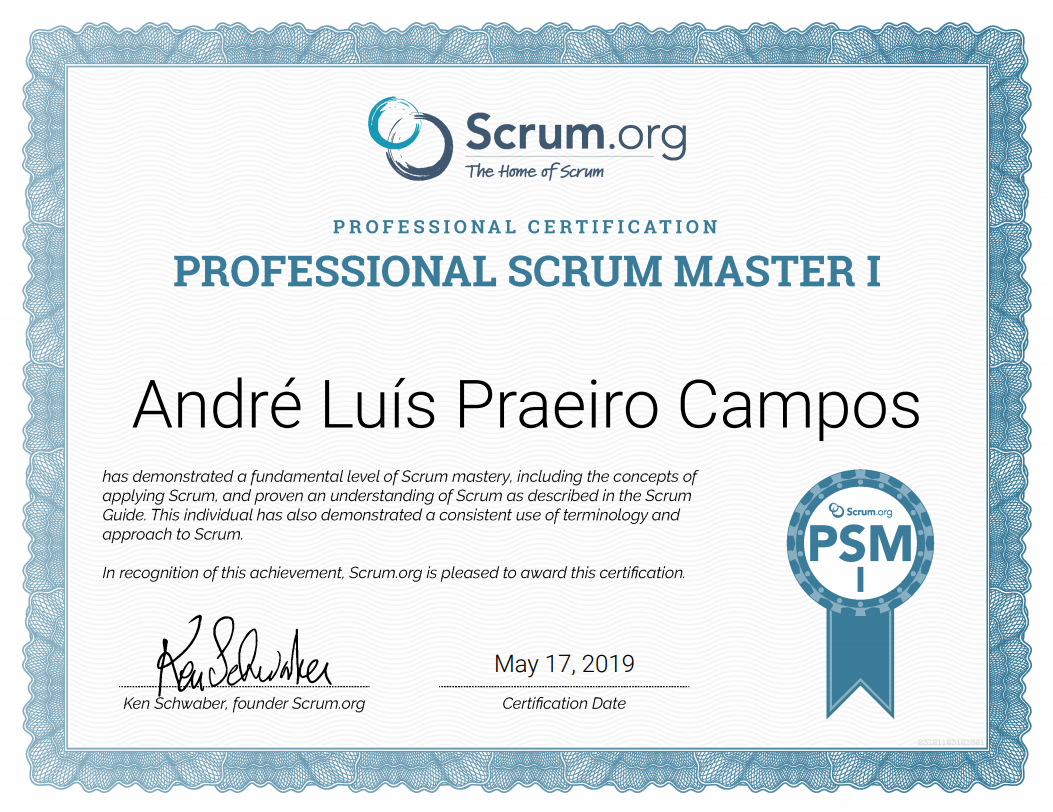 Scrum.org
The Home of Scrum
PROFESSIONAL CERTIFICATION
PROFESSIONAL SCRUM MASTER I
André Luís Praeiro Campos
has demonstrated a fundamental level of Scrum mastery, including the concepts of
applying Scrum, and proven an understanding of Scrum as described in the Scrum
Guide. This individual has also demonstrated a consistent use of terminology and
approach to Scrum.
In recognition of this achievement, Scrum.org is pleased to award this certification.
Scrum.org
PSM
I
Ken Schwaber
May 17, 2019
Ken Schwaber, founder Scrum.org
Certification Date